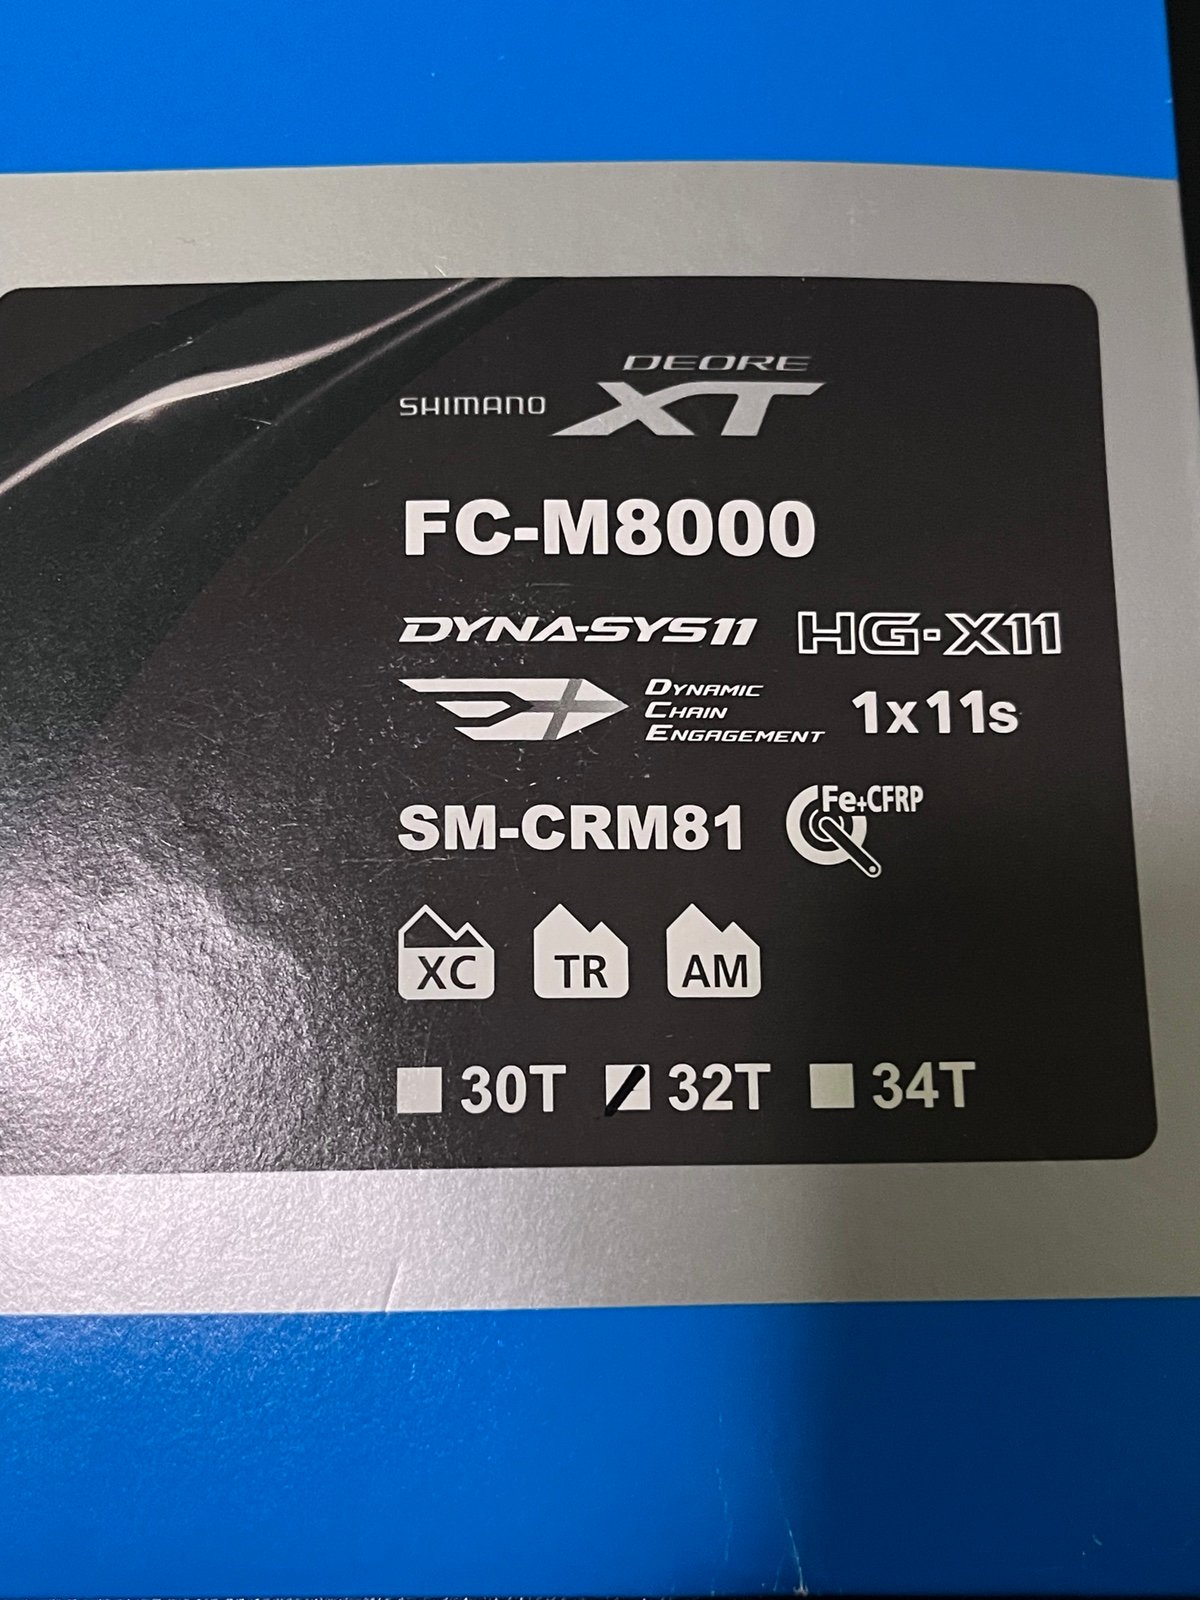 DEORE
SHIMANO XT
FC-M8000
DYNA-SYS11 HG-X11
DYNAMIC
CHAIN 1x11s
ENGAGEMENT
SM-CRM81 Fe+CFRP
XC TR AM
30T 32T 34T